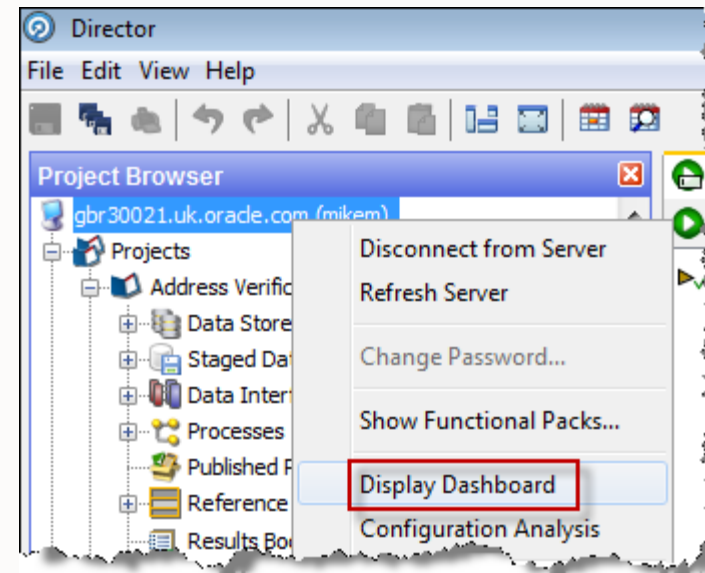 Director
File Edit View Help
Project Browser
gbr30021.uk.oracle.com (mikem)
Projects
Address Verific
Data Store
Staged Da
Data Inter
Processes
Published P
Reference
Results Bo
Disconnect from Server
Refresh Server
Change Password...
Show Functional Packs...
Display Dashboard
Configuration Analysis